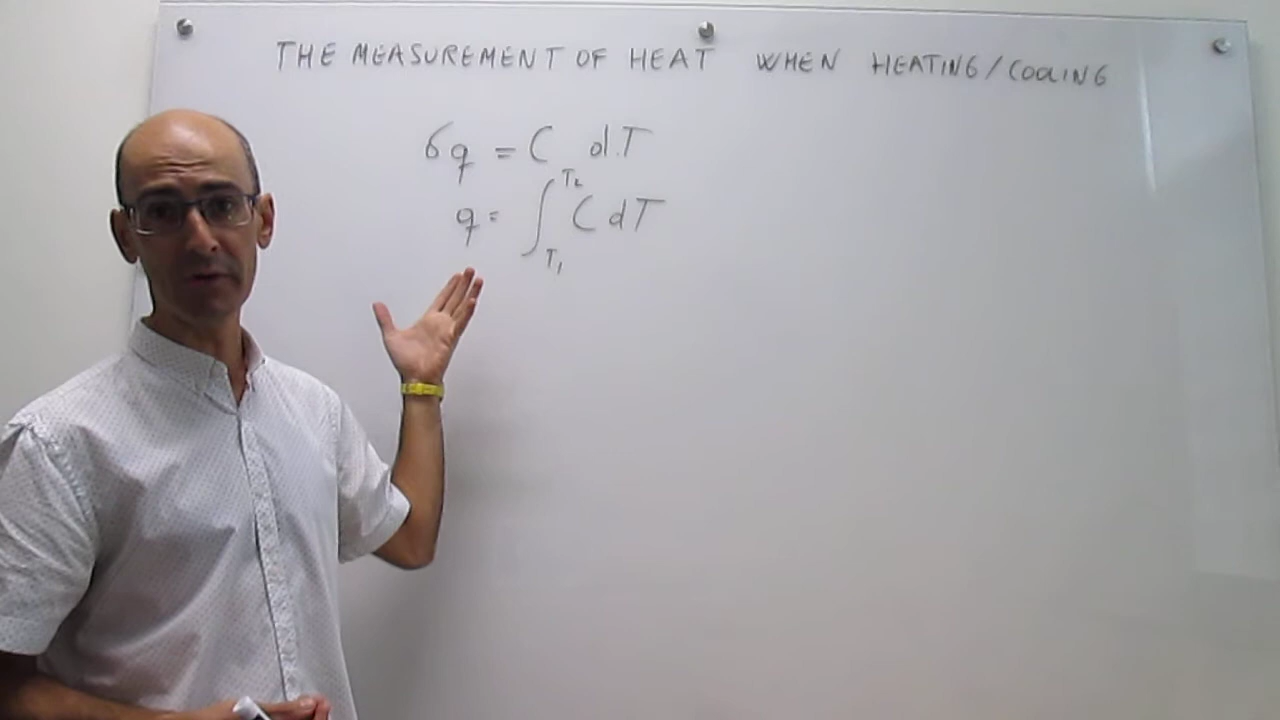 THE MEASUREMENT OF HEAT WHEN HEATING/COOLING
δq = C dT
q = ∫_{T₁}^{T₂} C dT